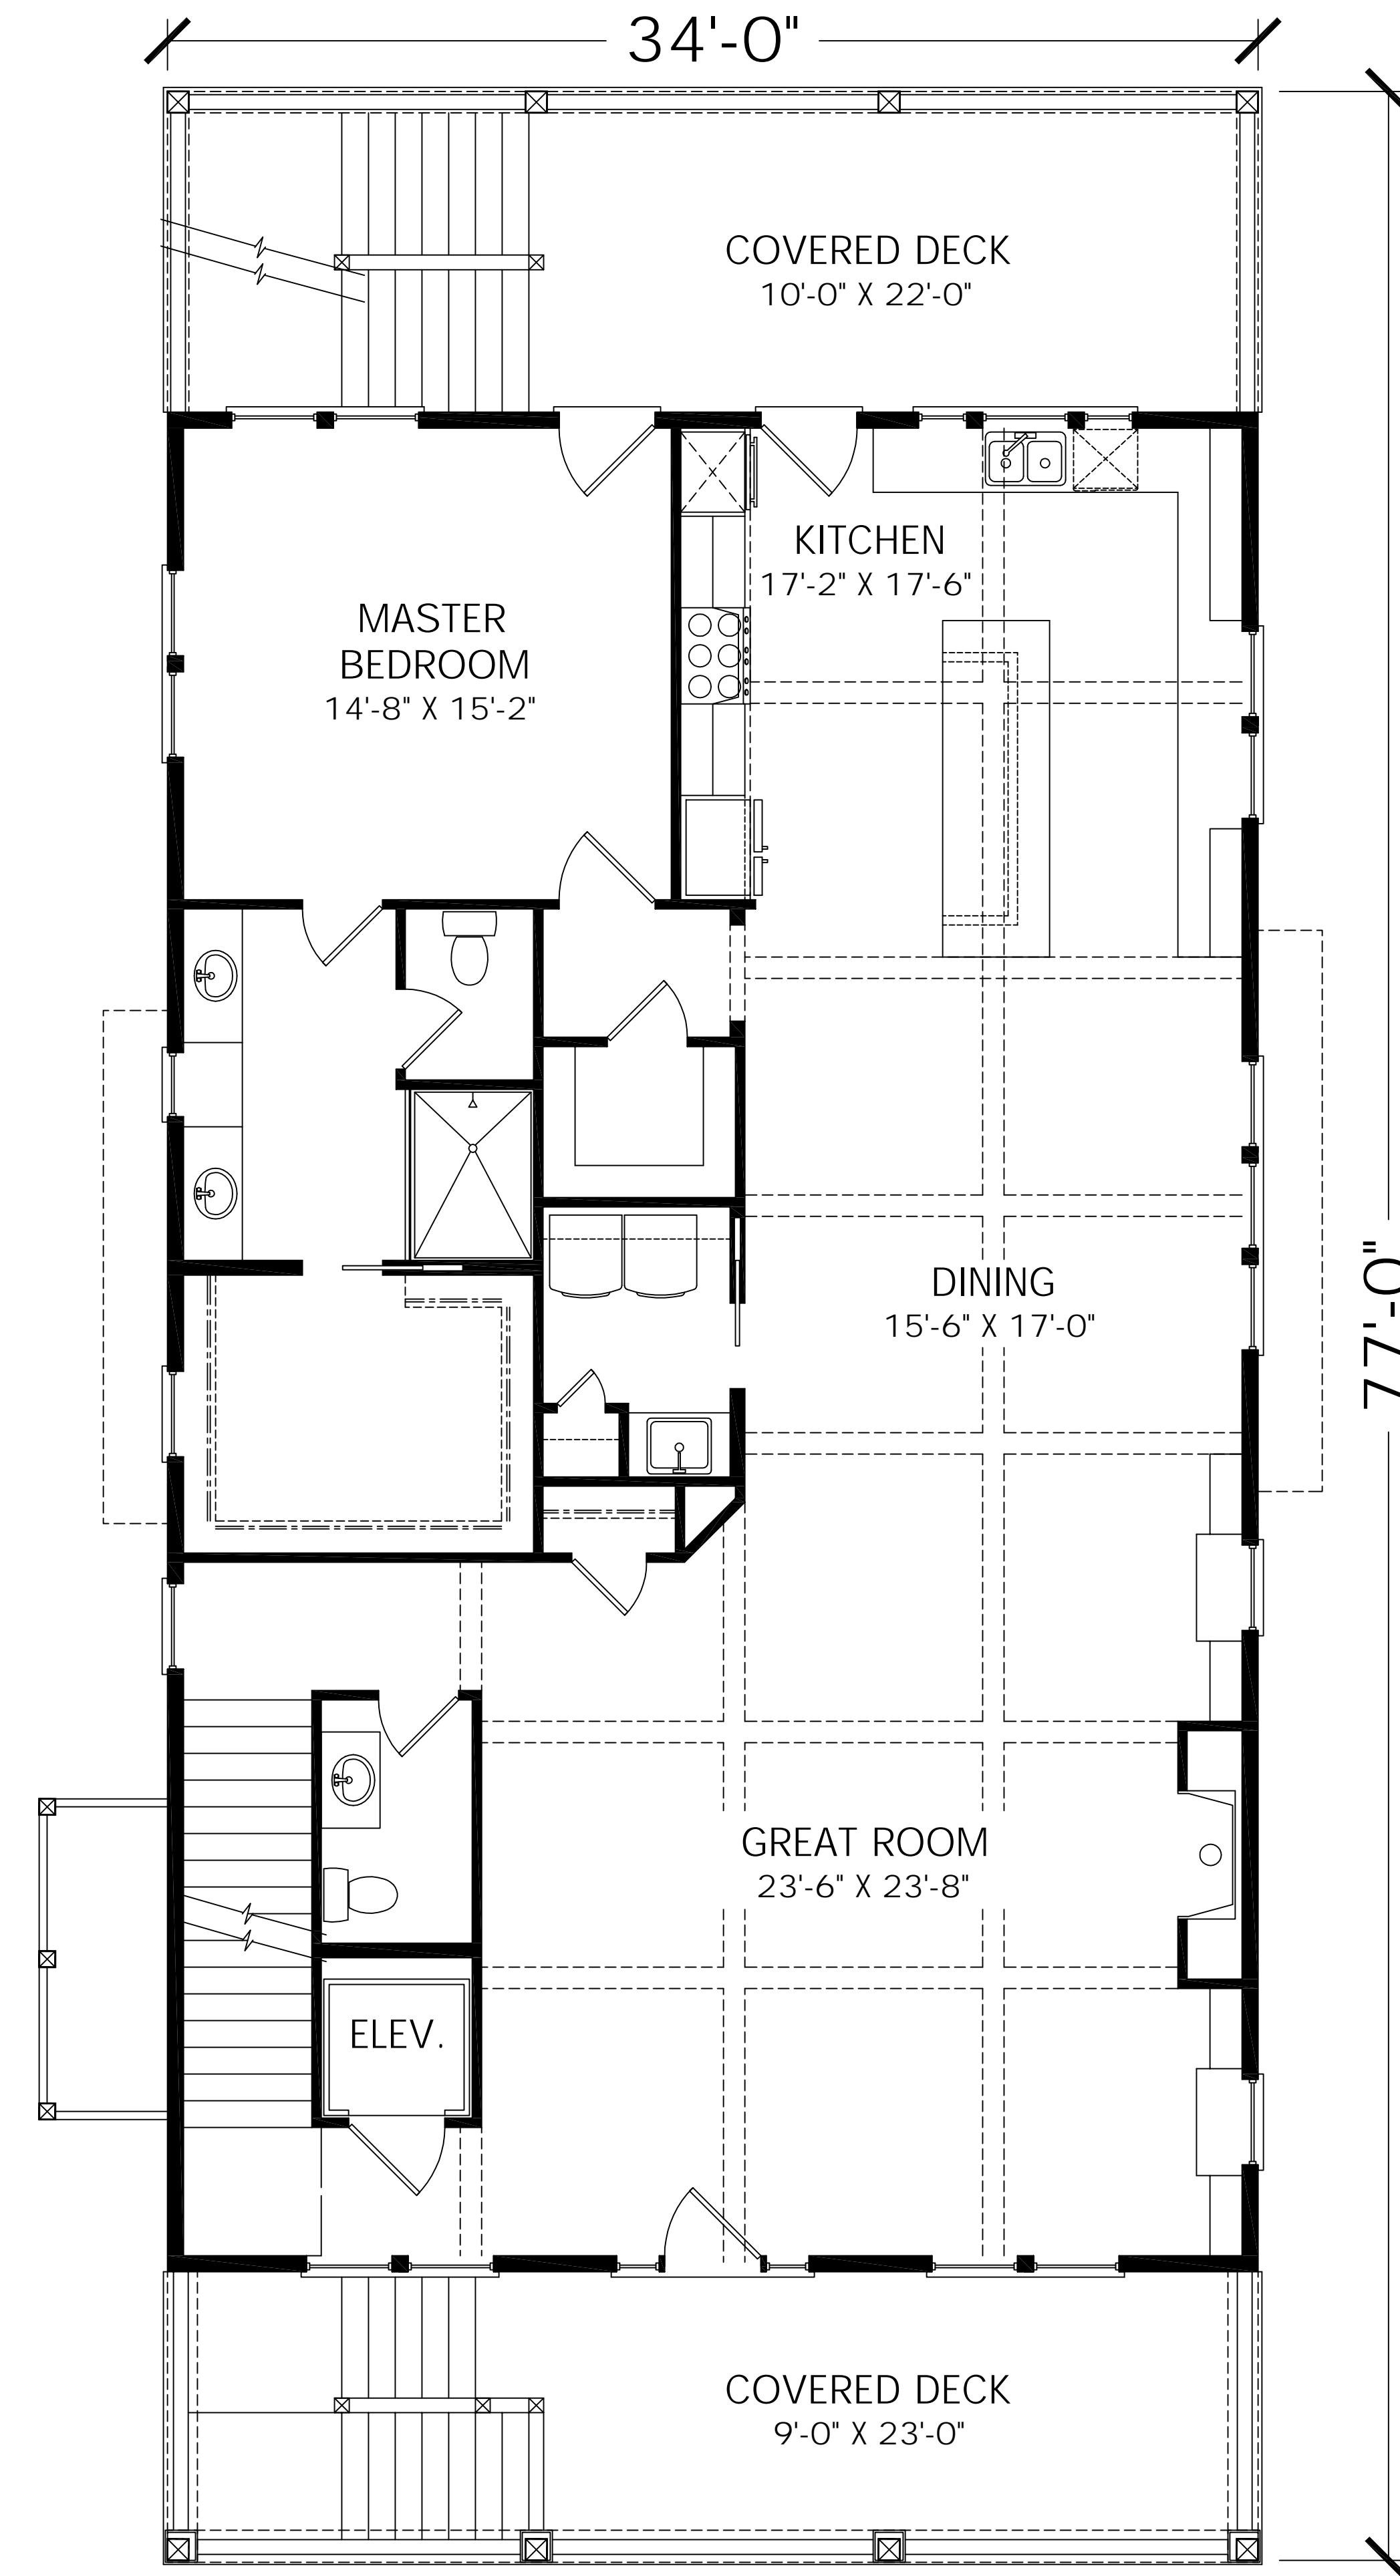 34'-0"
COVERED DECK
10'-0" X 22'-0"
KITCHEN
17'-2" X 17'-6"
MASTER
BEDROOM
14'-8" X 15'-2"
DINING
15'-6" X 17'-0"
77'-0"
GREAT ROOM
23'-6" X 23'-8"
ELEV.
COVERED DECK
9'-0" X 23'-0"